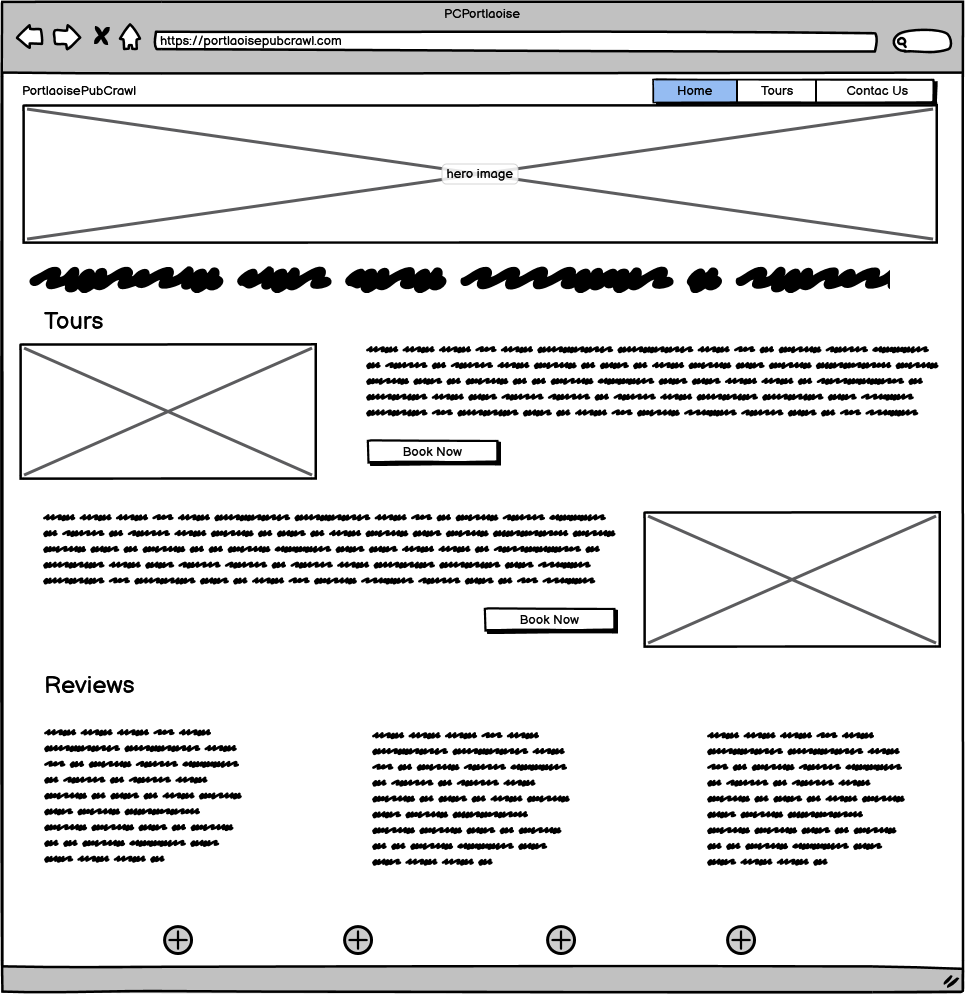 PCPortlaoise
https://portlaoisepubcrawl.com
PortlaoisePubCrawl
Home Tours Contac Us
hero image
Tours
Book Now
Book Now
Reviews